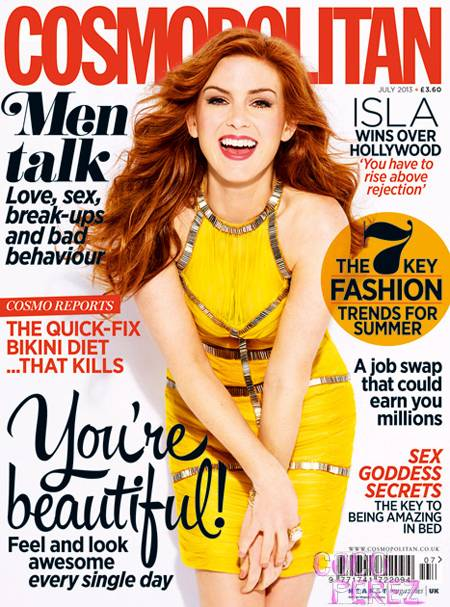 COSMOPOLITAN
JULY 2013 • £3.60
Men
talk
Love, sex,
break-ups
and bad
behaviour
ISLA
WINS OVER
HOLLYWOOD
'You have to
rise above
rejection'
THE 7 KEY
FASHION
TRENDS FOR
SUMMER
COSMO REPORTS
THE QUICK-FIX
BIKINI DIET
...THAT KILLS
A job swap
that could
earn you
millions
You're
beautiful!
Feel and look
awesome
every single day
SEX
GODDESS
SECRETS
THE KEY TO
BEING AMAZING
IN BED
WWW.COSMOPOLITAN.CO.UK
07
9 771741 722094
PEREZ
UK